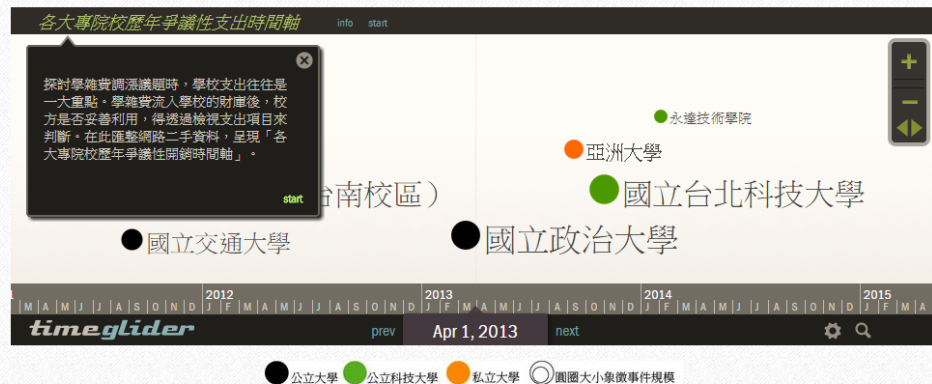 各大專院校歷年爭議性支出時間軸 info start
探討學雜費調漲議題時，學校支出往往是
一大重點。學雜費流入學校的財庫後，校
方是否妥善利用，得透過檢視支出項目來
判斷。在此匯整網路二手資料，呈現「各
大專院校歷年爭議性開銷時間軸」。
start
永達技術學院
亞洲大學
台南校區）
國立台北科技大學
國立交通大學
國立政治大學
2012 2013 2014 2015
M A M J J A S O N D J F M A M J J A S O N D J F M A M J J A S O N D J F M A M J J A S O N D J F M A
timeglider prev Apr 1, 2013 next
公立大學 公立科技大學 私立大學 圓圈大小象徵事件規模